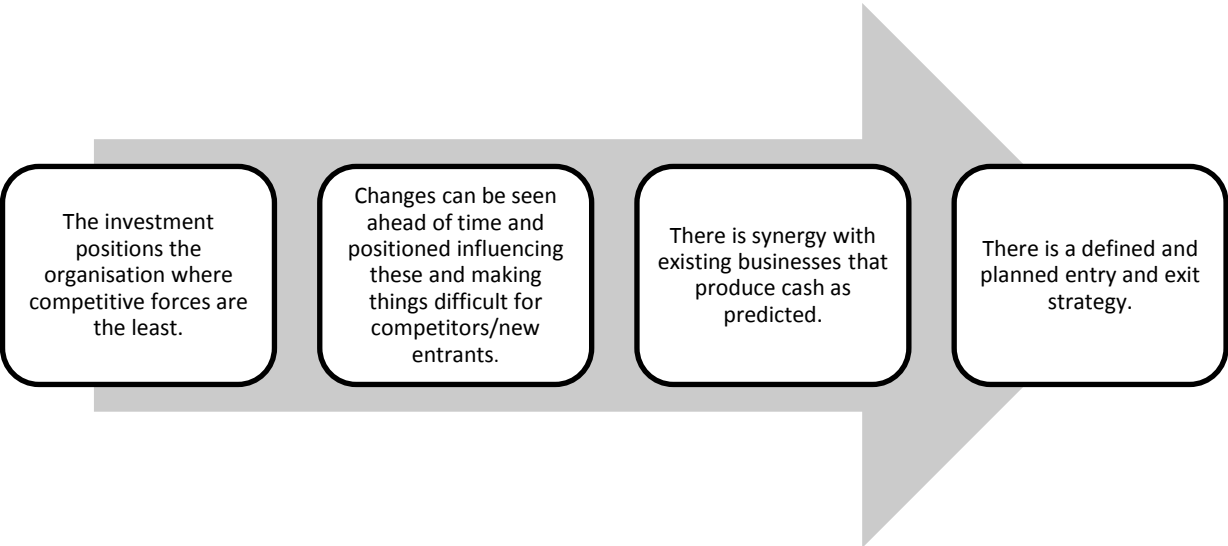 The investment
positions the
organisation where
competitive forces are
the least.
Changes can be seen
ahead of time and
positioned influencing
these and making
things difficult for
competitors/new
entrants.
There is synergy with
existing businesses that
produce cash as
predicted.
There is a defined and
planned entry and exit
strategy.